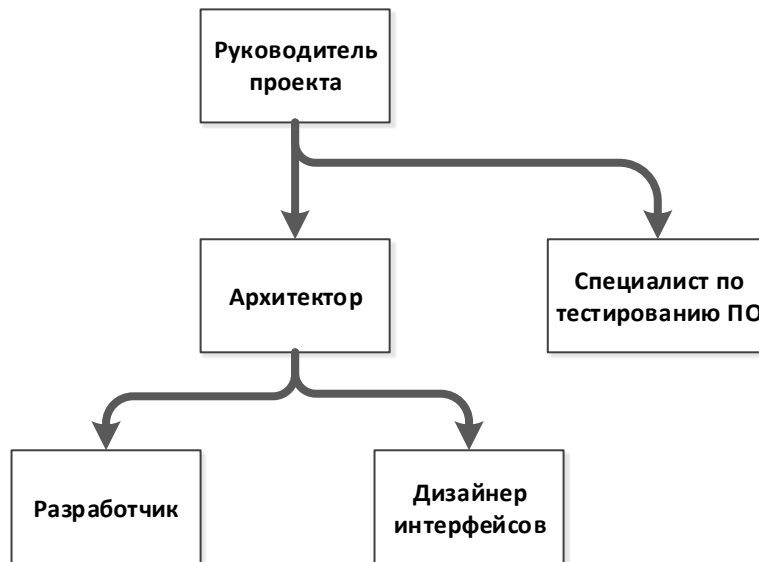 Руководитель
проекта
Архитектор
Специалист по
тестированию ПО
Разработчик
Дизайнер
интерфейсов